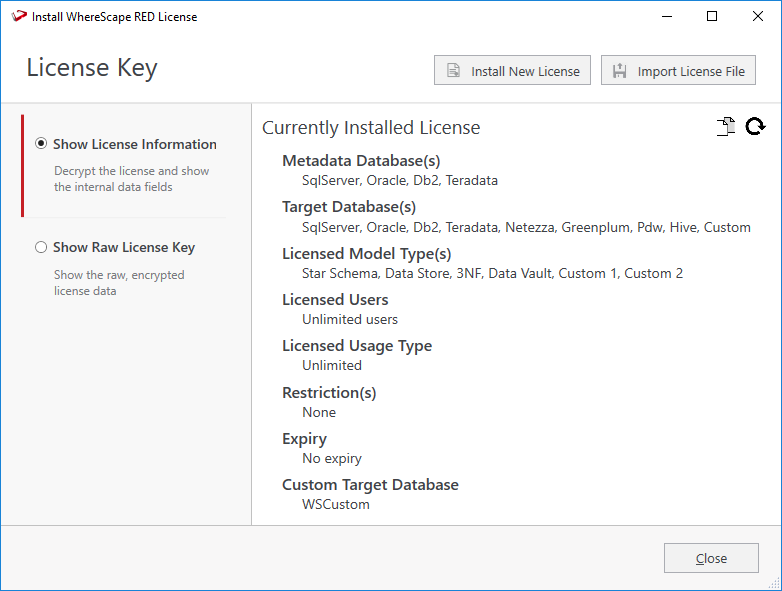 Install WhereScape RED License
License Key
Install New License
Import License File
Show License Information
Decrypt the license and show
the internal data fields
Show Raw License Key
Show the raw, encrypted
license data
Currently Installed License
Metadata Database(s)
SqlServer, Oracle, Db2, Teradata
Target Database(s)
SqlServer, Oracle, Db2, Teradata, Netezza, Greenplum, Pdw, Hive, Custom
Licensed Model Type(s)
Star Schema, Data Store, 3NF, Data Vault, Custom 1, Custom 2
Licensed Users
Unlimited users
Licensed Usage Type
Unlimited
Restriction(s)
None
Expiry
No expiry
Custom Target Database
WSCustom
Close